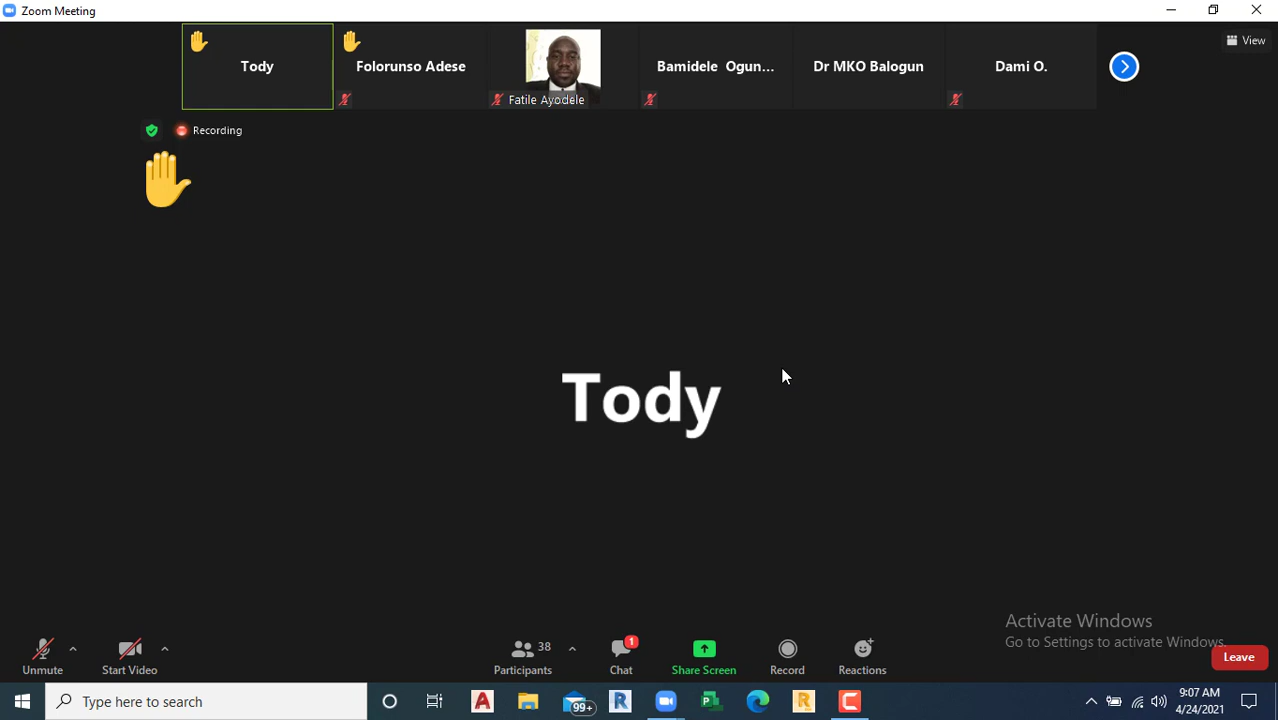 Zoom Meeting
View
Tody
Folorunso Adese
Fatile Ayodele
Bamidele Ogun...
Dr MKO Balogun
Dami O.
Recording
Tody
Activate Windows
Go to Settings to activate Windows.
Unmute
Start Video
38
Participants
1
Chat
Share Screen
Record
Reactions
Leave
Type here to search
A
99+
R
P
R
C
9:07 AM
4/24/2021